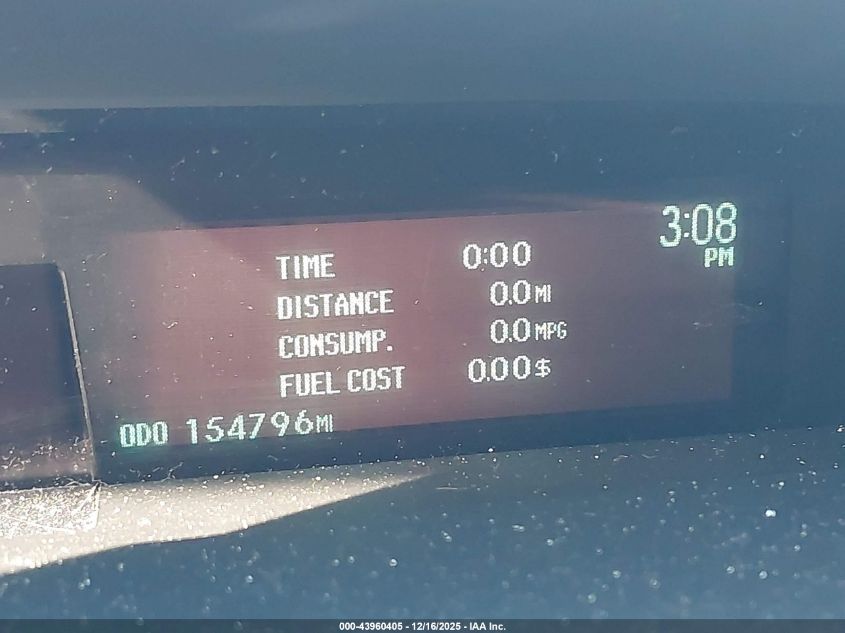 3:08
PM
TIME 0:00
DISTANCE 0.0 MI
CONSUMP. 0.0 MPG
FUEL COST 0.00 $
ODO 154796 MI
000-43960405 - 12/16/2025 - IAA Inc.